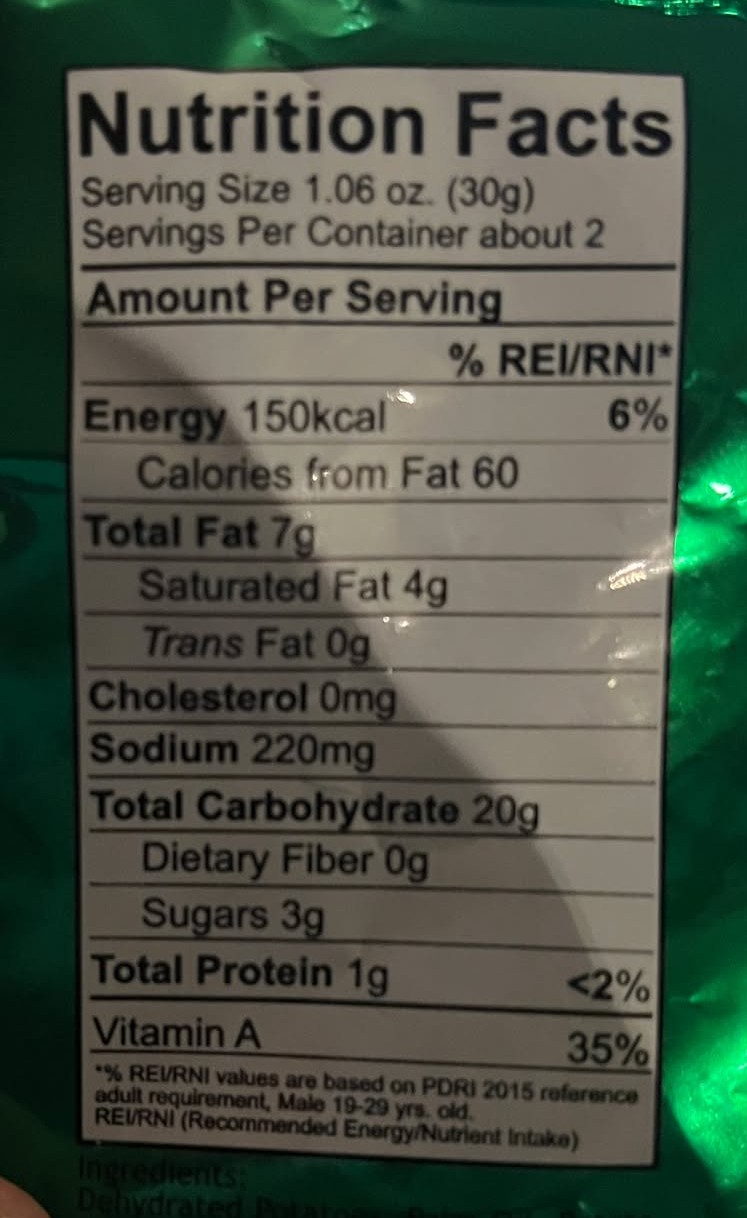 Nutrition Facts
Serving Size 1.06 oz. (30g)
Servings Per Container about 2
Amount Per Serving
% REI/RNI*
Energy 150kcal 6%
Calories from Fat 60
Total Fat 7g
Saturated Fat 4g
Trans Fat 0g
Cholesterol 0mg
Sodium 220mg
Total Carbohydrate 20g
Dietary Fiber 0g
Sugars 3g
Total Protein 1g <2%
Vitamin A 35%
*% REI/RNI values are based on PDRI 2015 reference
adult requirement, Male 19-29 yrs. old.
REI/RNI (Recommended Energy/Nutrient Intake)
Ingredients:
Dehydrated